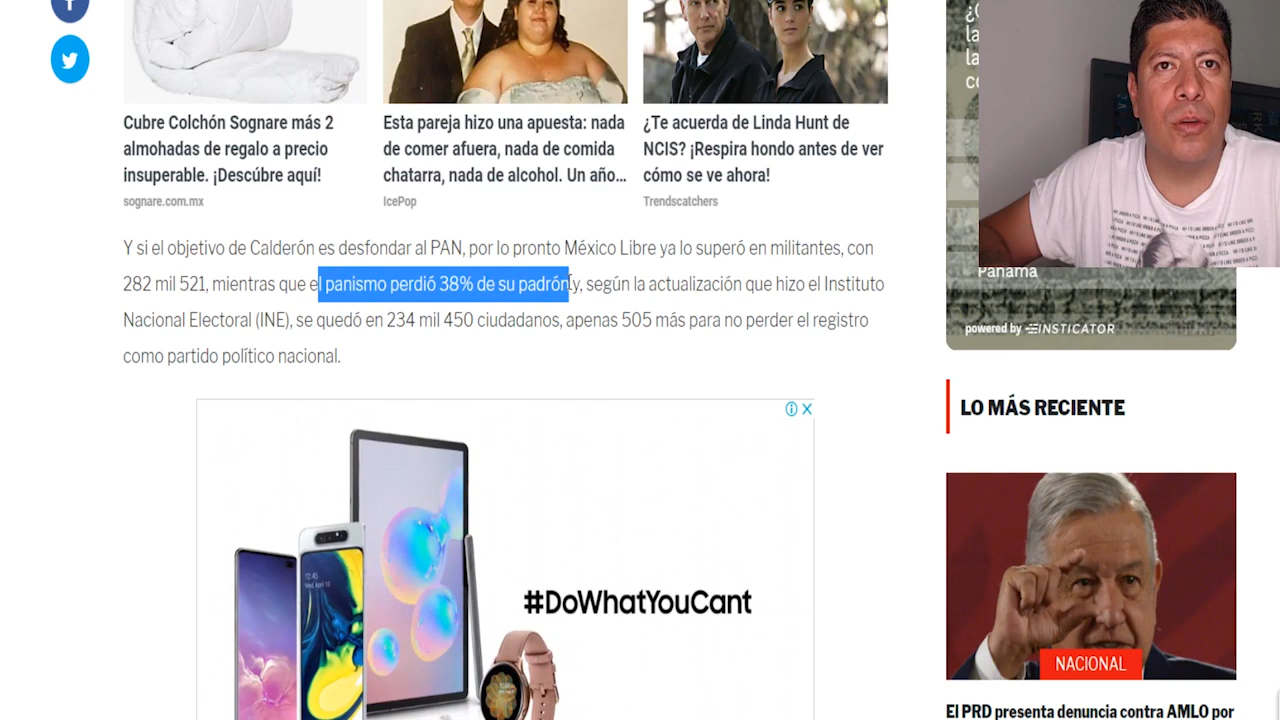 Cubre Colchón Sognare más 2
almohadas de regalo a precio
insuperable. ¡Descúbre aquí!
sognare.com.mx
Esta pareja hizo una apuesta: nada
de comer afuera, nada de comida
chatarra, nada de alcohol. Un año...
IcePop
¿Te acuerda de Linda Hunt de
NCIS? ¡Respira hondo antes de ver
cómo se ve ahora!
Trendscatchers
Y si el objetivo de Calderón es desfondar al PAN, por lo pronto México Libre ya lo superó en militantes, con
282 mil 521, mientras que el panismo perdió 38% de su padrón y, según la actualización que hizo el Instituto
Nacional Electoral (INE), se quedó en 234 mil 450 ciudadanos, apenas 505 más para no perder el registro
como partido político nacional.
#DoWhatYouCant
Panamá
powered by INSTICATOR
LO MÁS RECIENTE
NACIONAL
El PRD presenta denuncia contra AMLO por